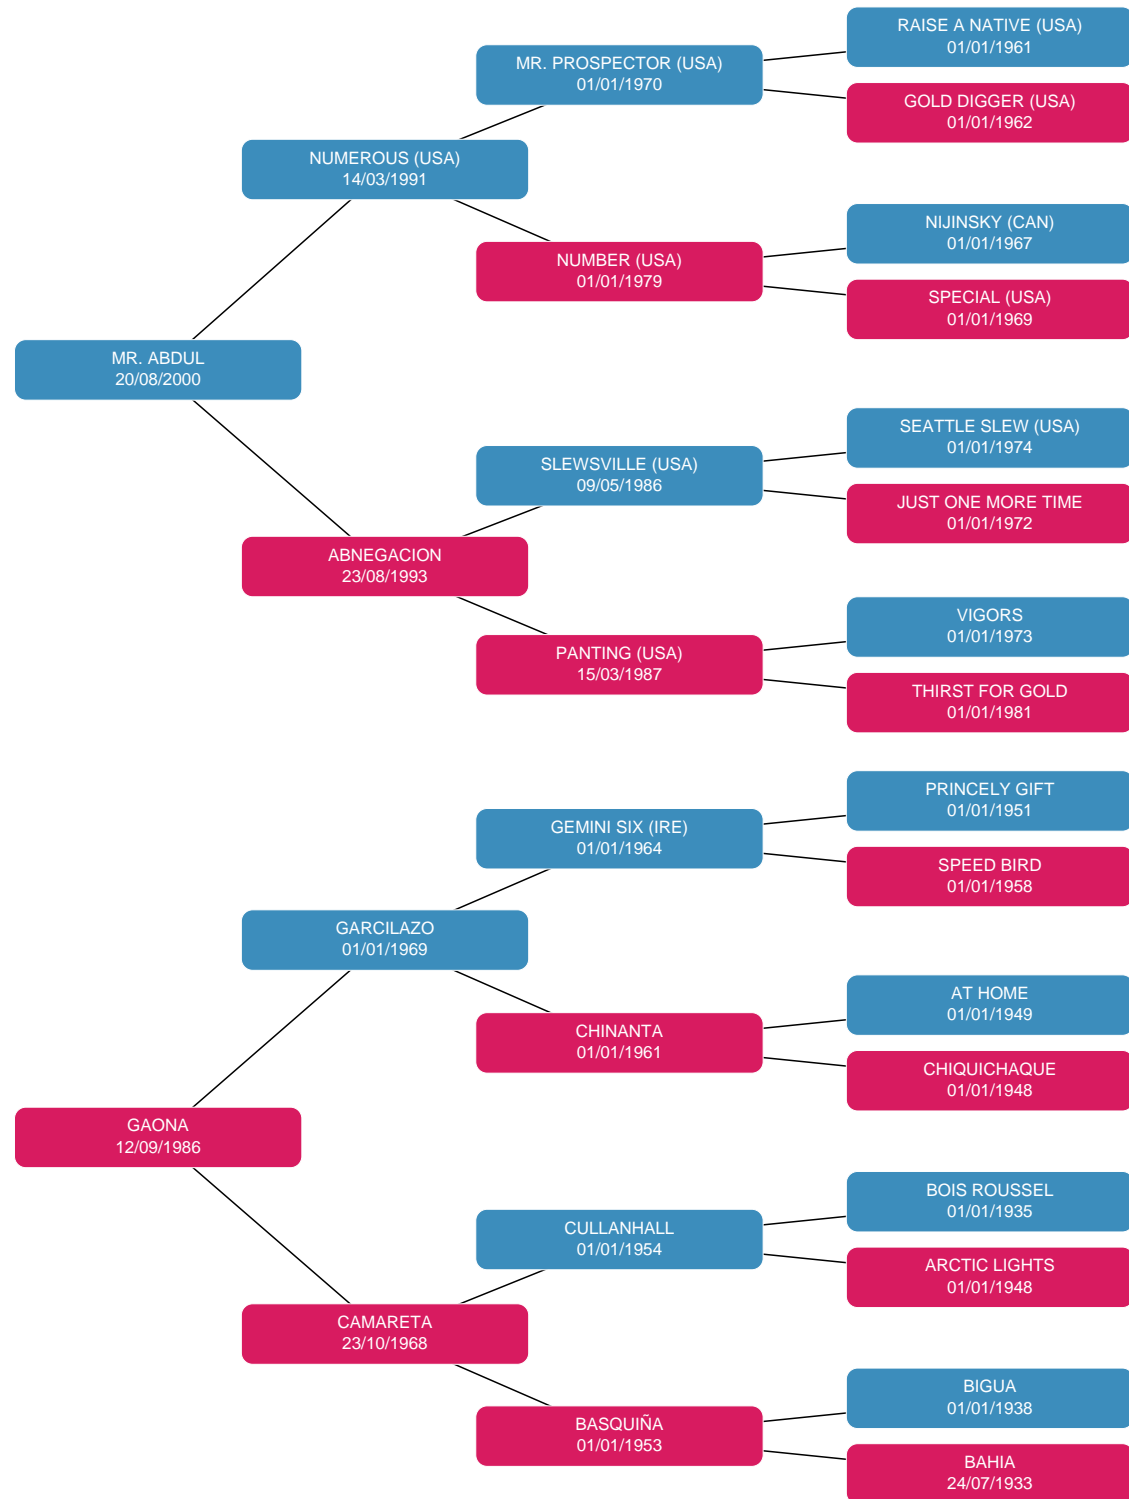 RAISE A NATIVE (USA)
01/01/1961
MR. PROSPECTOR (USA)
01/01/1970
GOLD DIGGER (USA)
01/01/1962
NUMEROUS (USA)
14/03/1991
NIJINSKY (CAN)
01/01/1967
NUMBER (USA)
01/01/1979
SPECIAL (USA)
01/01/1969
MR. ABDUL
20/08/2000
SEATTLE SLEW (USA)
01/01/1974
SLEWSVILLE (USA)
09/05/1986
JUST ONE MORE TIME
01/01/1972
ABNEGACION
23/08/1993
VIGORS
01/01/1973
PANTING (USA)
15/03/1987
THIRST FOR GOLD
01/01/1981
PRINCELY GIFT
01/01/1951
GEMINI SIX (IRE)
01/01/1964
SPEED BIRD
01/01/1958
GARCILAZO
01/01/1969
AT HOME
01/01/1949
CHINANTA
01/01/1961
CHIQUICHAQUE
01/01/1948
GAONA
12/09/1986
BOIS ROUSSEL
01/01/1935
CULLANHALL
01/01/1954
ARCTIC LIGHTS
01/01/1948
CAMARETA
23/10/1968
BIGUA
01/01/1938
BASQUIÑA
01/01/1953
BAHIA
24/07/1933